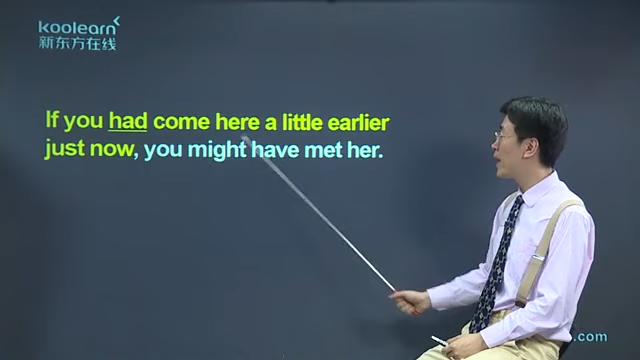 koolearn
新东方在线
If you had come here a little earlier
just now, you might have met her.
.com